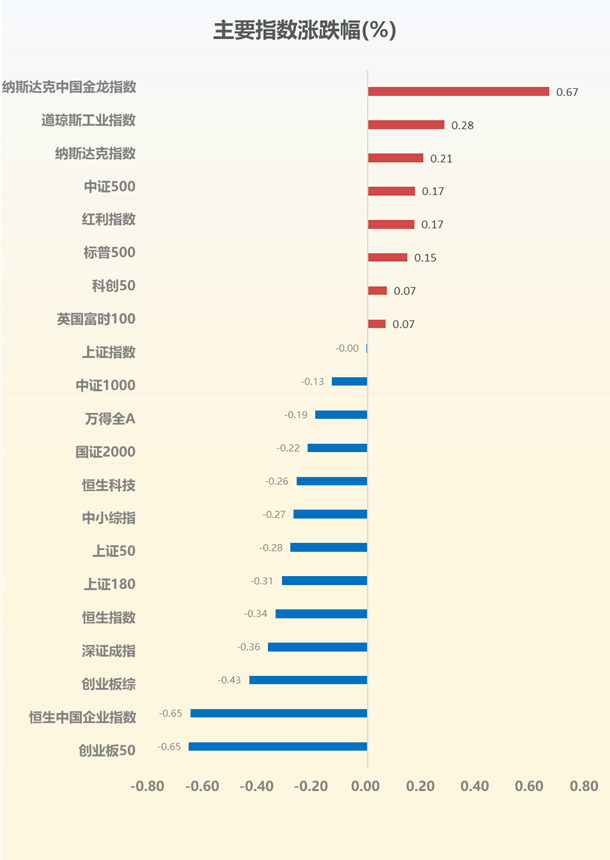 主要指数涨跌幅(%)
纳斯达克中国金龙指数 0.67
道琼斯工业指数 0.28
纳斯达克指数 0.21
中证500 0.17
红利指数 0.17
标普500 0.15
科创50 0.07
英国富时100 0.07
上证指数 -0.00
中证1000 -0.13
万得全A -0.19
国证2000 -0.22
恒生科技 -0.26
中小综指 -0.27
上证50 -0.28
上证180 -0.31
恒生指数 -0.34
深证成指 -0.36
创业板综 -0.43
恒生中国企业指数 -0.65
创业板50 -0.65
-0.80 -0.60 -0.40 -0.20 0.00 0.20 0.40 0.60 0.80